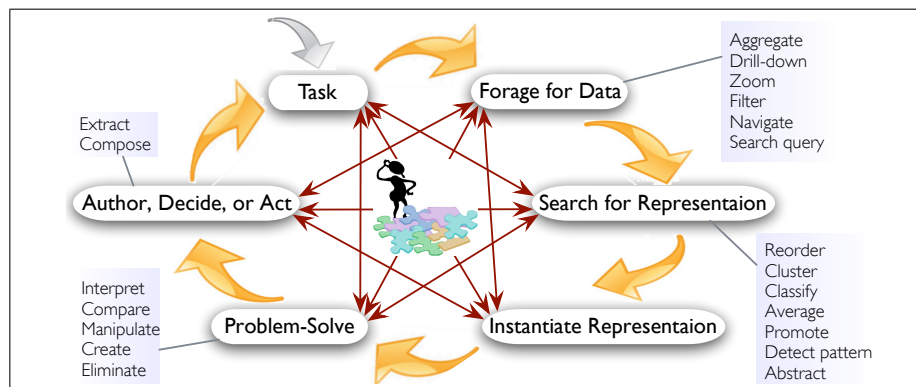 Task
Forage for Data
Aggregate
Drill-down
Zoom
Filter
Navigate
Search query
Extract
Compose
Author, Decide, or Act
Search for Representaion
Reorder
Cluster
Classify
Average
Promote
Detect pattern
Abstract
Interpret
Compare
Manipulate
Create
Eliminate
Problem-Solve
Instantiate Representaion